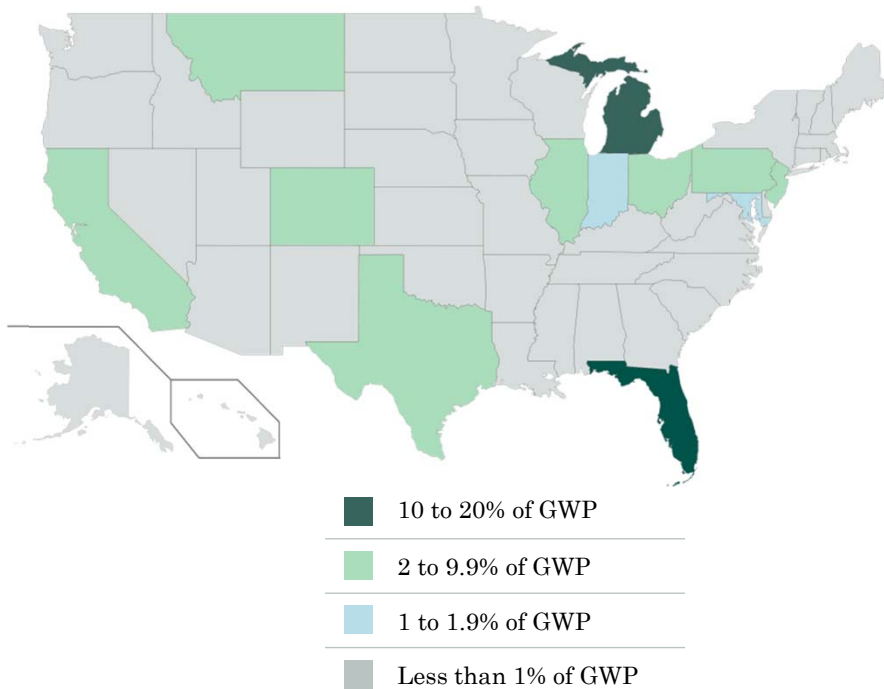 10 to 20% of GWP
2 to 9.9% of GWP
1 to 1.9% of GWP
Less than 1% of GWP